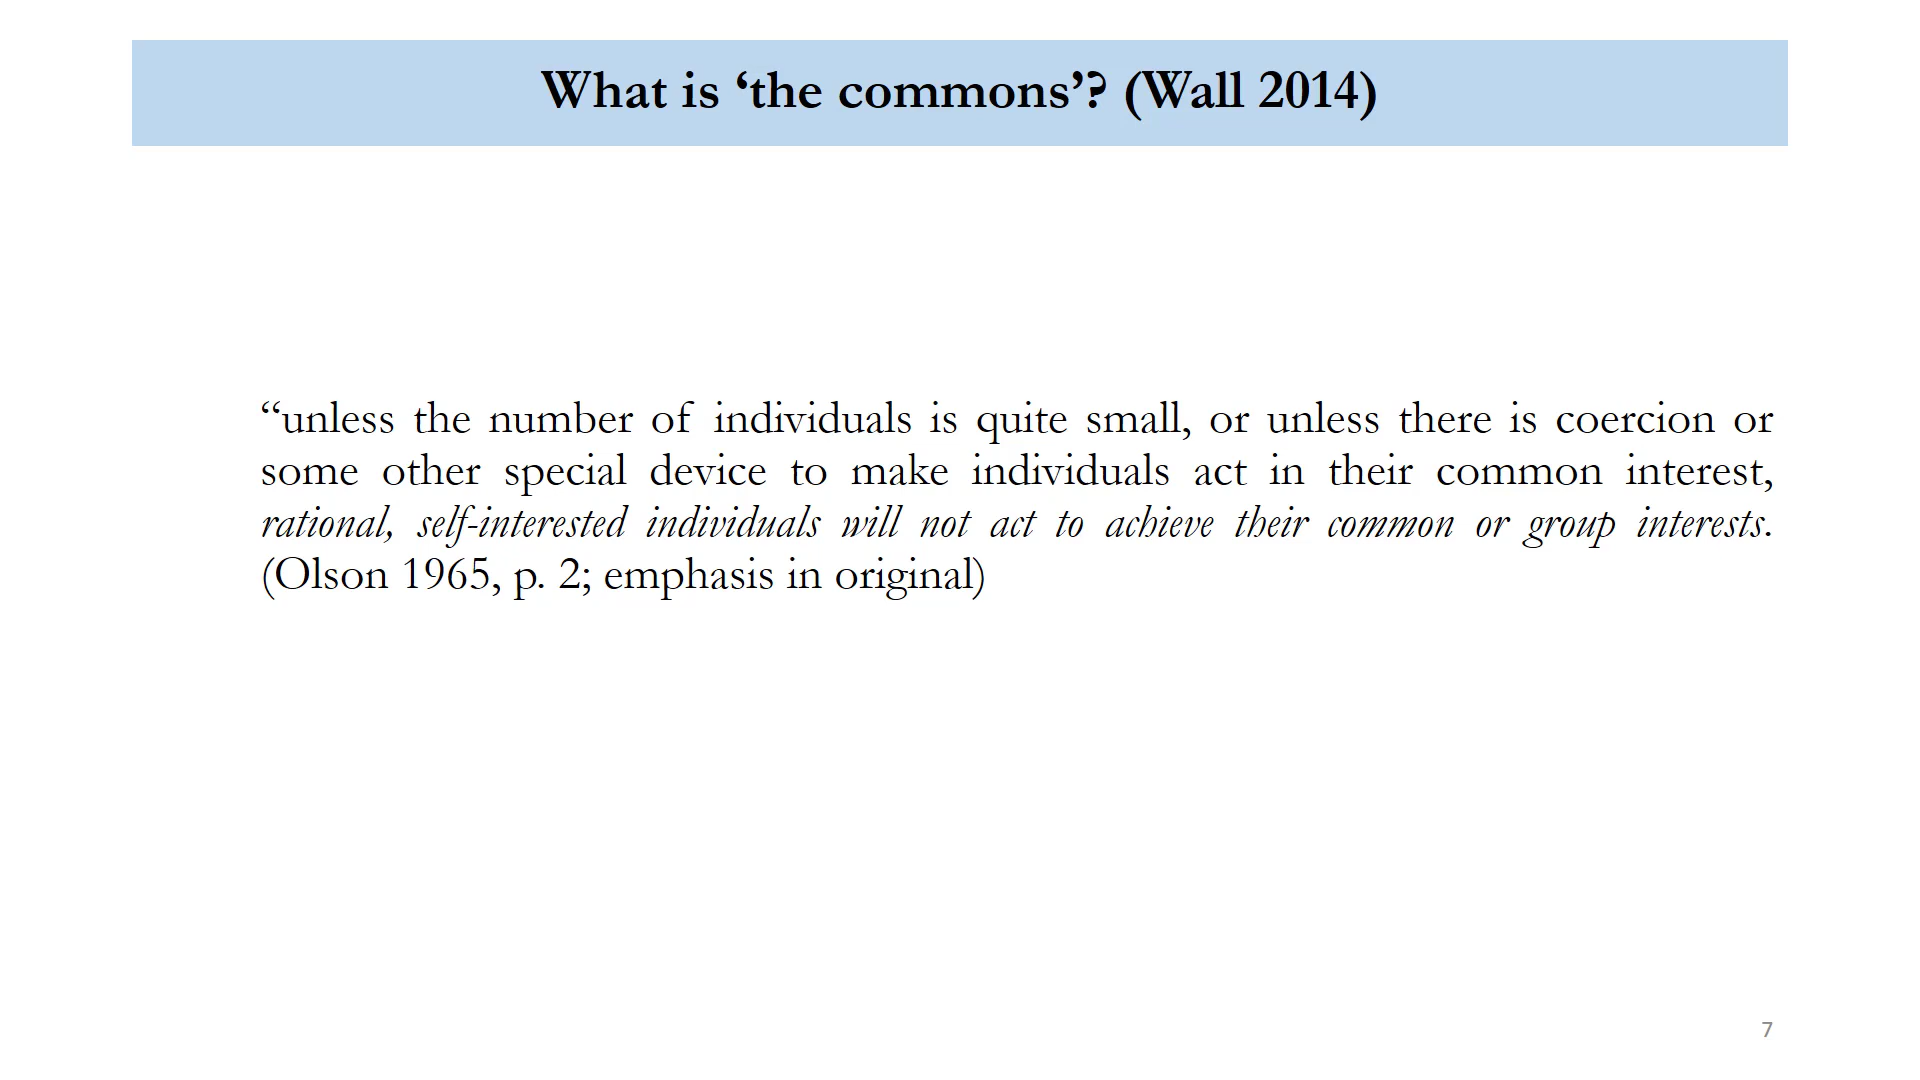 What is ‘the commons’? (Wall 2014)
“unless the number of individuals is quite small, or unless there is coercion or
some other special device to make individuals act in their common interest,
rational, self-interested individuals will not act to achieve their common or group interests.
(Olson 1965, p. 2; emphasis in original)
7